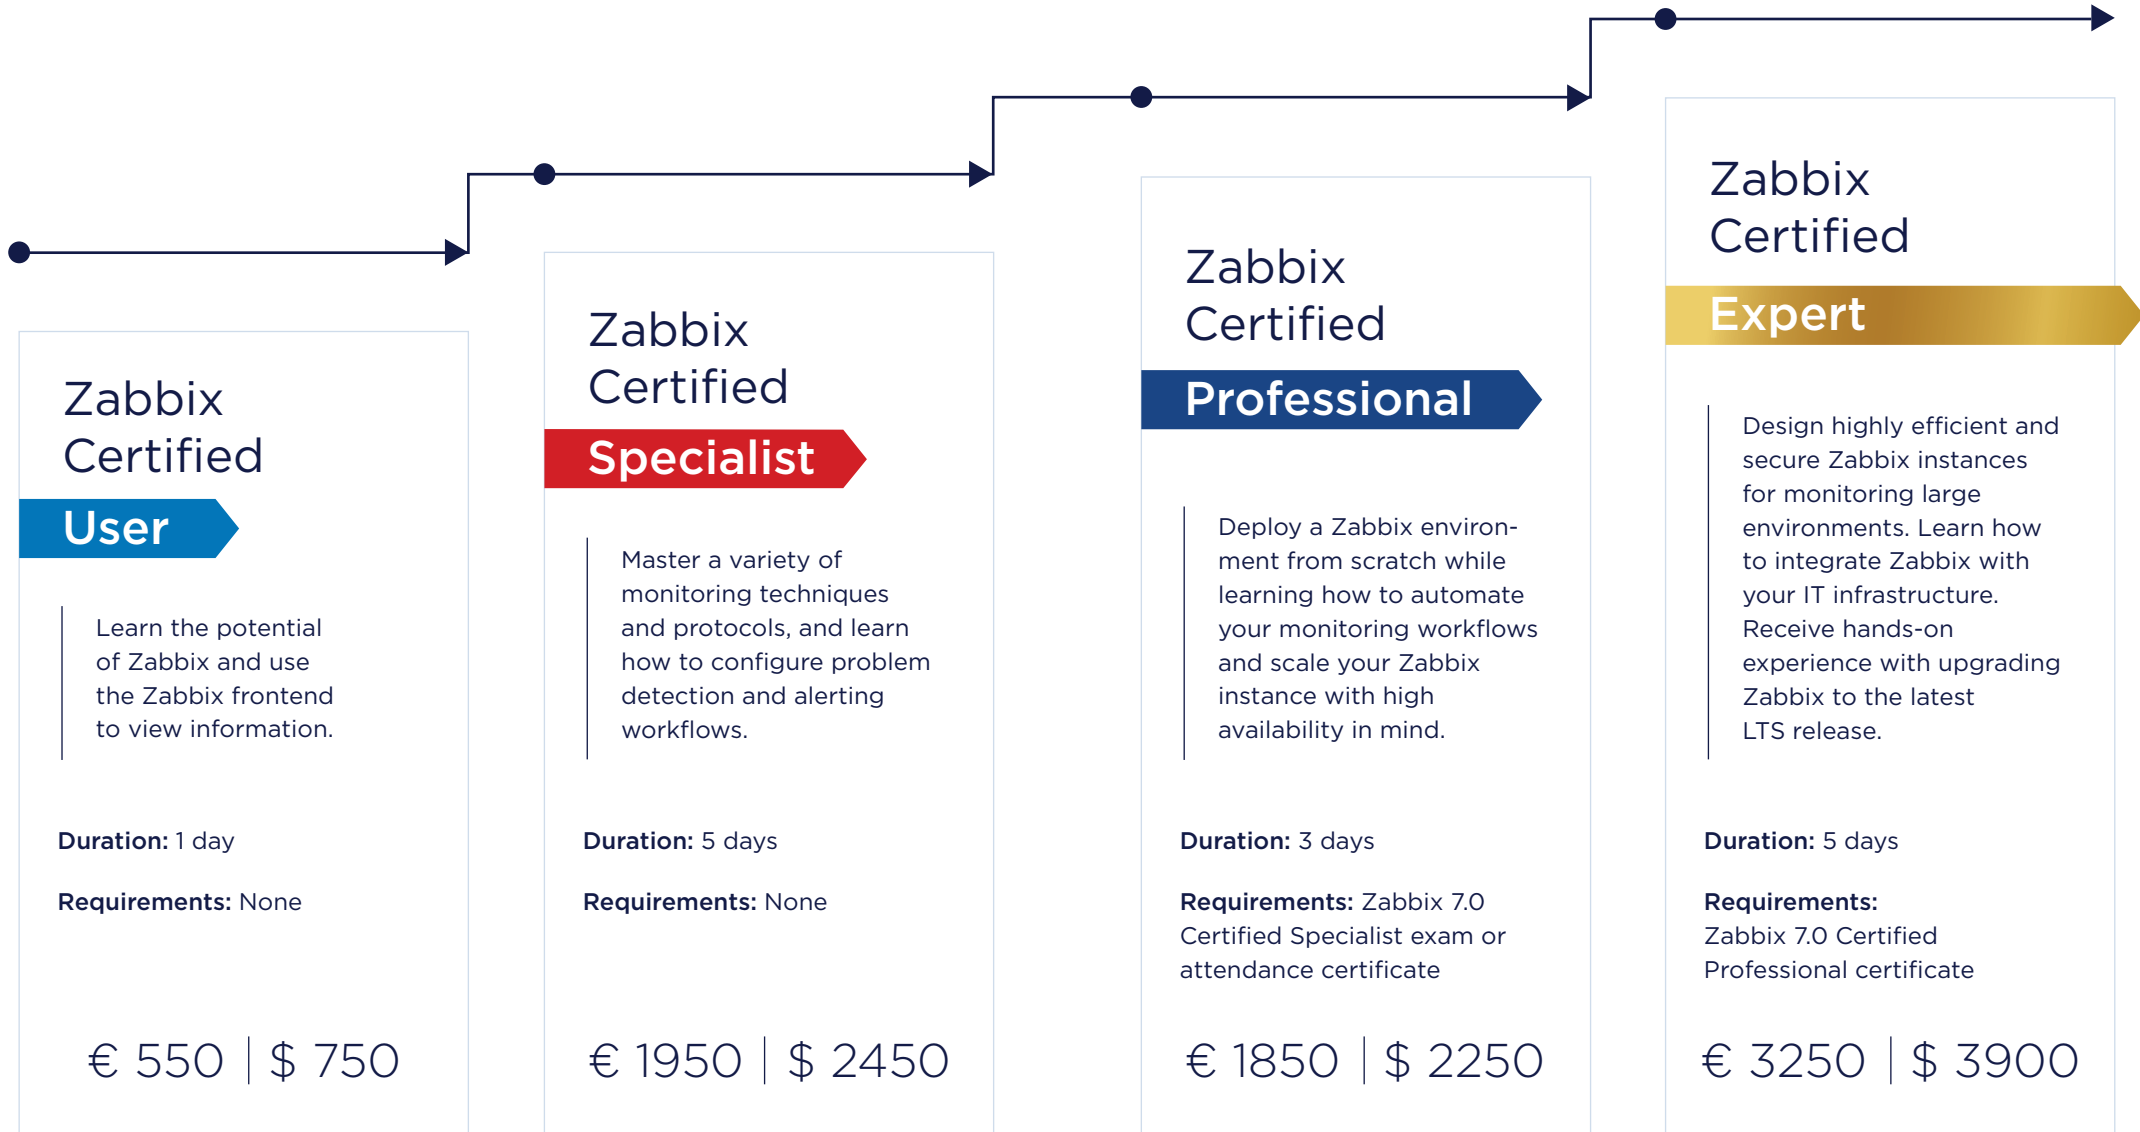 Zabbix
Certified
User
Learn the potential
of Zabbix and use
the Zabbix frontend
to view information.
Duration: 1 day
Requirements: None
€ 550 | $ 750
Zabbix
Certified
Specialist
Master a variety of
monitoring techniques
and protocols, and learn
how to configure problem
detection and alerting
workflows.
Duration: 5 days
Requirements: None
€ 1950 | $ 2450
Zabbix
Certified
Professional
Deploy a Zabbix environ-
ment from scratch while
learning how to automate
your monitoring workflows
and scale your Zabbix
instance with high
availability in mind.
Duration: 3 days
Requirements: Zabbix 7.0
Certified Specialist exam or
attendance certificate
€ 1850 | $ 2250
Zabbix
Certified
Expert
Design highly efficient and
secure Zabbix instances
for monitoring large
environments. Learn how
to integrate Zabbix with
your IT infrastructure.
Receive hands-on
experience with upgrading
Zabbix to the latest
LTS release.
Duration: 5 days
Requirements:
Zabbix 7.0 Certified
Professional certificate
€ 3250 | $ 3900